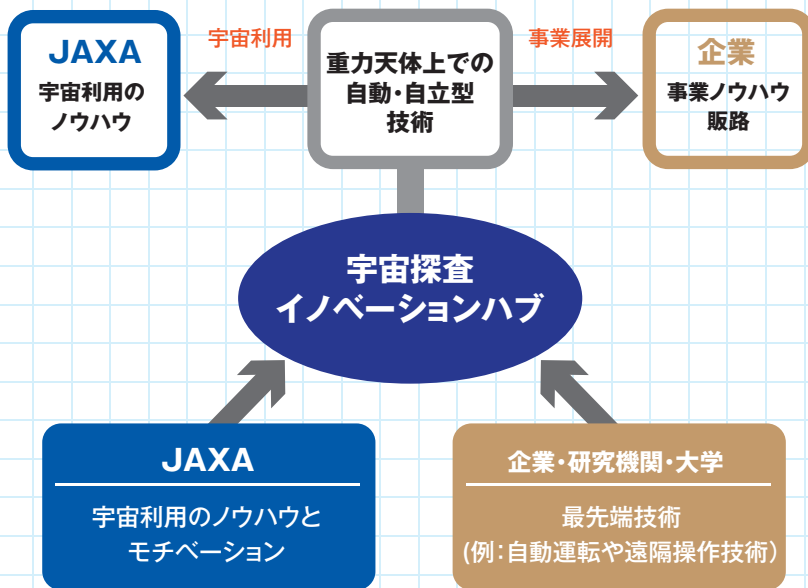 宇宙利用
事業展開
JAXA
宇宙利用の
ノウハウ
重力天体上での
自動・自立型
技術
企業
事業ノウハウ
販路
宇宙探査
イノベーションハブ
JAXA
宇宙利用のノウハウと
モチベーション
企業・研究機関・大学
最先端技術
(例：自動運転や遠隔操作技術)